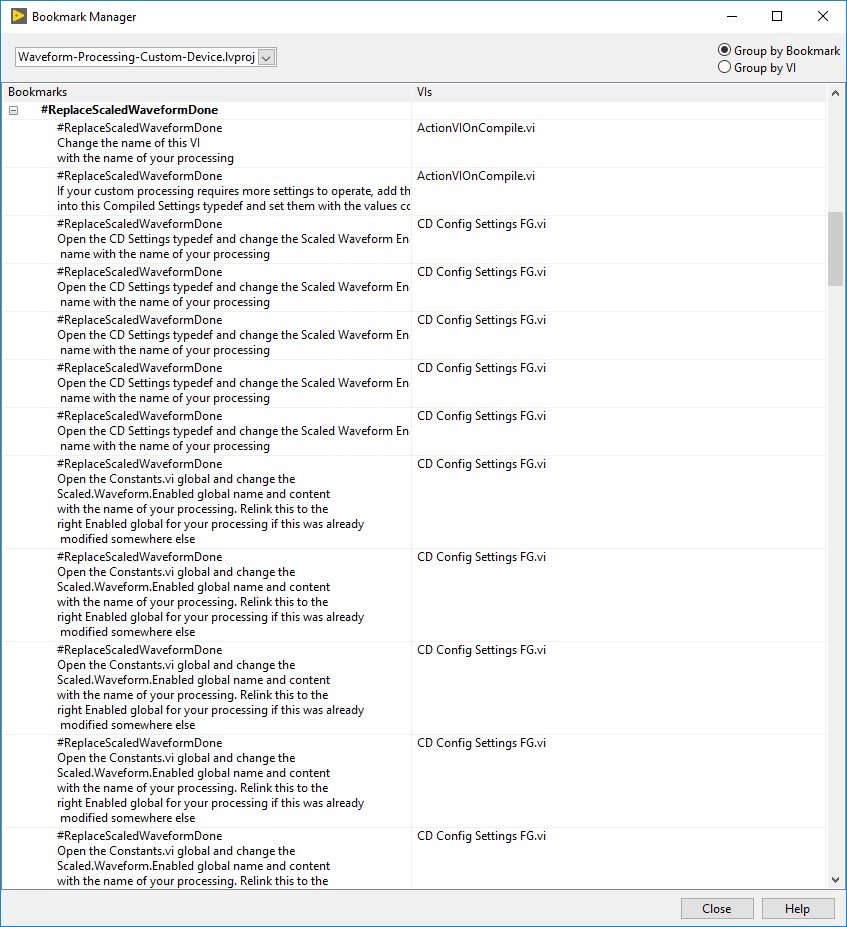 Bookmark Manager
Waveform-Processing-Custom-Device.lvproj
Group by Bookmark
Group by VI
Bookmarks VIs
#ReplaceScaledWaveformDone
#ReplaceScaledWaveformDone ActionVIOnCompile.vi
Change the name of this VI
with the name of your processing
#ReplaceScaledWaveformDone ActionVIOnCompile.vi
If your custom processing requires more settings to operate, add th
into this Compiled Settings typedef and set them with the values co
#ReplaceScaledWaveformDone CD Config Settings FG.vi
Open the CD Settings typedef and change the Scaled Waveform En
name with the name of your processing
#ReplaceScaledWaveformDone CD Config Settings FG.vi
Open the CD Settings typedef and change the Scaled Waveform En
name with the name of your processing
#ReplaceScaledWaveformDone CD Config Settings FG.vi
Open the CD Settings typedef and change the Scaled Waveform En
name with the name of your processing
#ReplaceScaledWaveformDone CD Config Settings FG.vi
Open the CD Settings typedef and change the Scaled Waveform En
name with the name of your processing
#ReplaceScaledWaveformDone CD Config Settings FG.vi
Open the CD Settings typedef and change the Scaled Waveform En
name with the name of your processing
#ReplaceScaledWaveformDone CD Config Settings FG.vi
Open the Constants.vi global and change the
Scaled.Waveform.Enabled global name and content
with the name of your processing. Relink this to the
right Enabled global for your processing if this was already
modified somewhere else
#ReplaceScaledWaveformDone CD Config Settings FG.vi
Open the Constants.vi global and change the
Scaled.Waveform.Enabled global name and content
with the name of your processing. Relink this to the
right Enabled global for your processing if this was already
modified somewhere else
#ReplaceScaledWaveformDone CD Config Settings FG.vi
Open the Constants.vi global and change the
Scaled.Waveform.Enabled global name and content
with the name of your processing. Relink this to the
right Enabled global for your processing if this was already
modified somewhere else
#ReplaceScaledWaveformDone CD Config Settings FG.vi
Open the Constants.vi global and change the
Scaled.Waveform.Enabled global name and content
with the name of your processing. Relink this to the
right Enabled global for your processing if this was already
modified somewhere else
#ReplaceScaledWaveformDone CD Config Settings FG.vi
Open the Constants.vi global and change the
Scaled.Waveform.Enabled global name and content
with the name of your processing. Relink this to the
Close Help